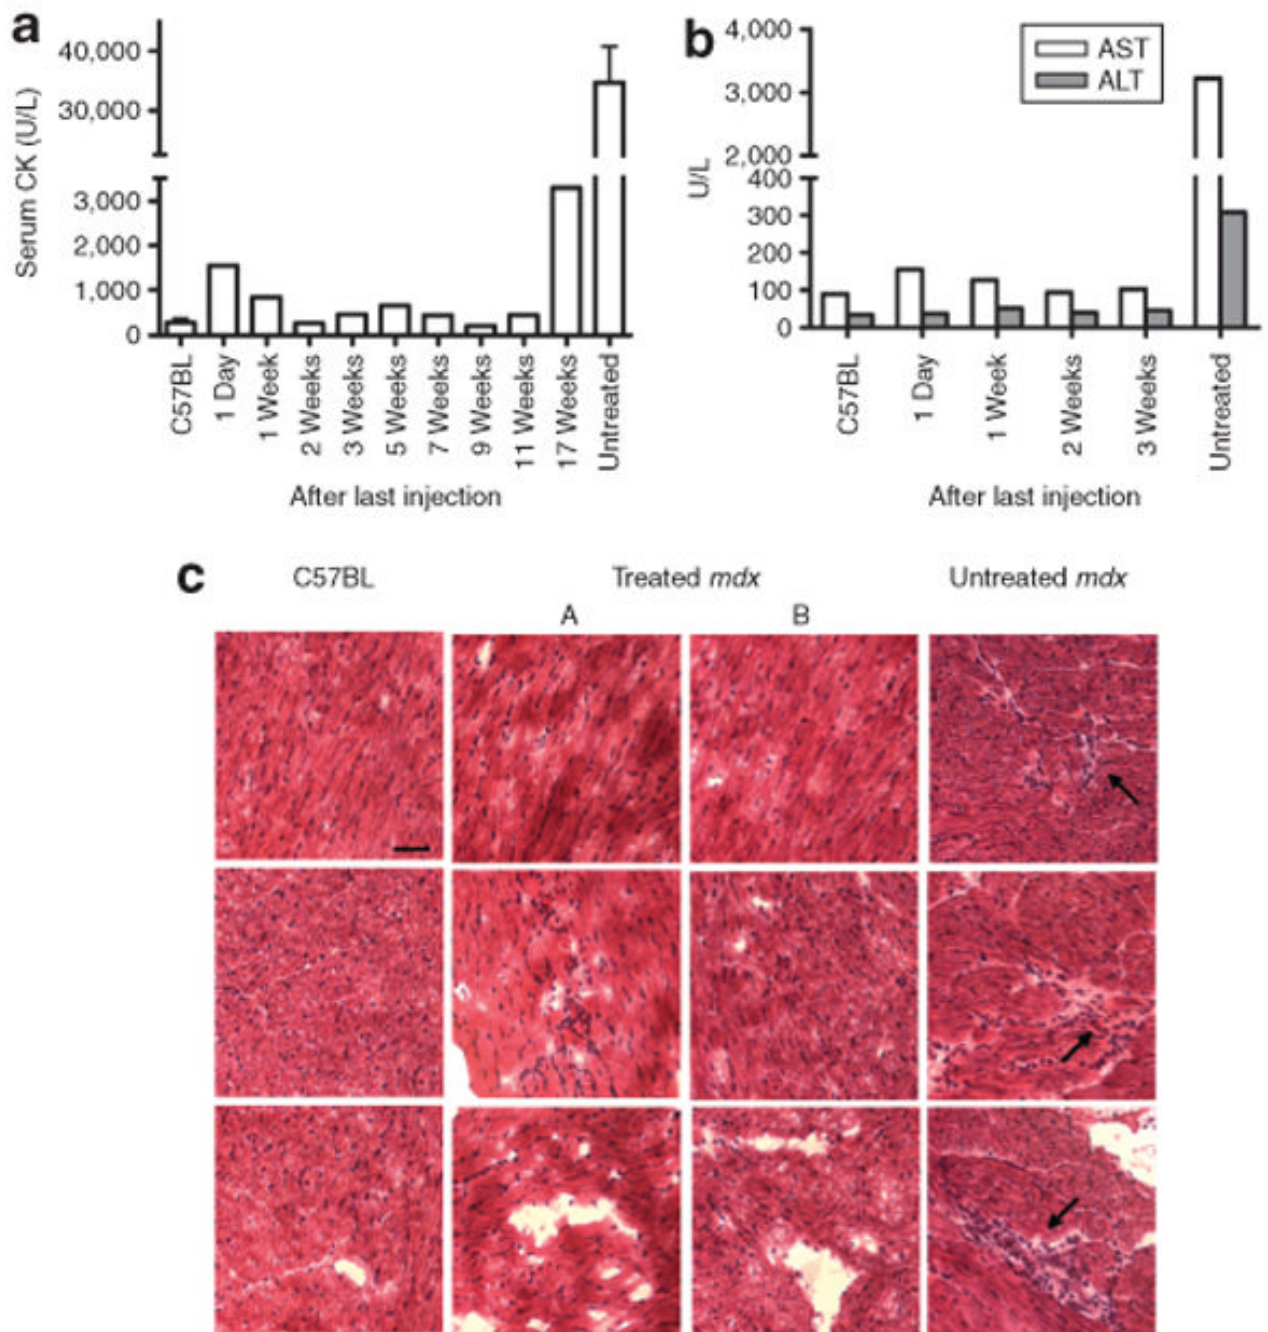 a
Serum CK (U/L)
40,000
30,000
3,000
2,000
1,000
0
C57BL
1 Day
1 Week
2 Weeks
3 Weeks
5 Weeks
7 Weeks
9 Weeks
11 Weeks
17 Weeks
Untreated
After last injection
b
U/L
4,000
3,000
2,000
400
300
200
100
0
AST
ALT
C57BL
1 Day
1 Week
2 Weeks
3 Weeks
Untreated
After last injection
c
C57BL
Treated mdx
Untreated mdx
A
B